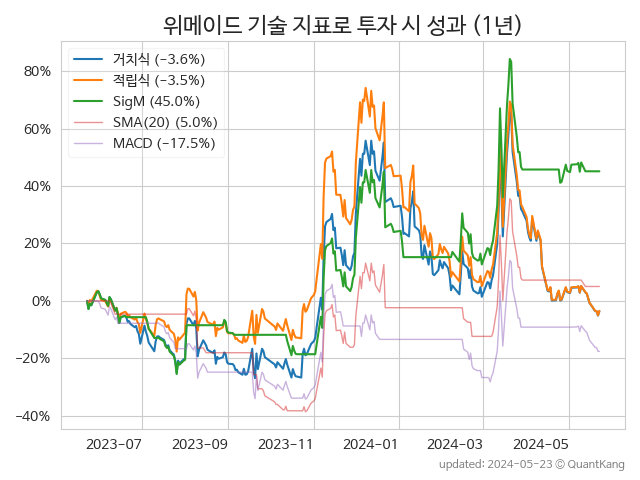 위메이드 기술 지표로 투자 시 성과 (1년)
거치식 (−3.6%)
적립식 (−3.5%)
SigM (45.0%)
SMA(20) (5.0%)
MACD (−17.5%)
80%
60%
40%
20%
0%
−20%
−40%
2023−07 2023−09 2023−11 2024−01 2024−03 2024−05
updated: 2024-05-23 © QuantKang